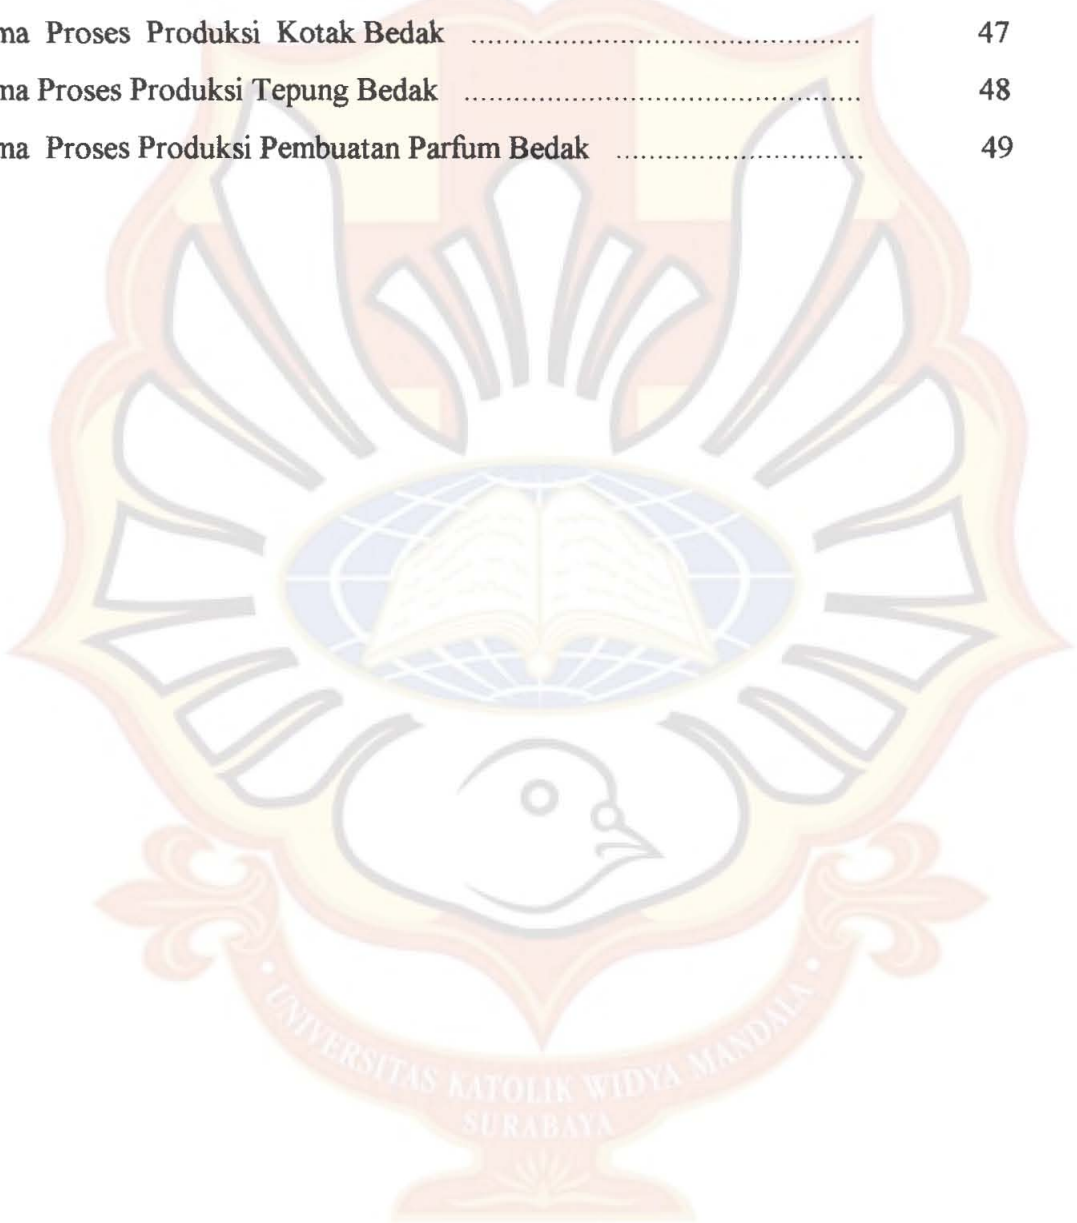 ma Proses Produksi Kotak Bedak ............................................... 47
ma Proses Produksi Tepung Bedak ................................................ 48
ma Proses Produksi Pembuatan Parfum Bedak .............................. 49
UNIVERSITAS KATOLIK WIDYA MANDALA
SURABAYA